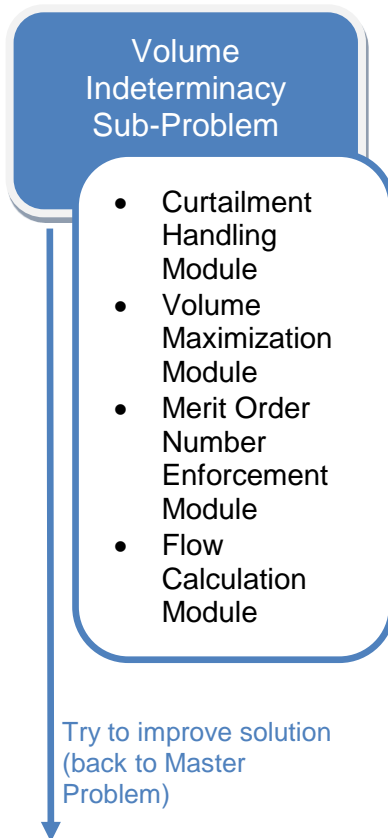 Volume
Indeterminacy
Sub-Problem
• Curtailment
Handling
Module
• Volume
Maximization
Module
• Merit Order
Number
Enforcement
Module
• Flow
Calculation
Module
Try to improve solution
(back to Master
Problem)